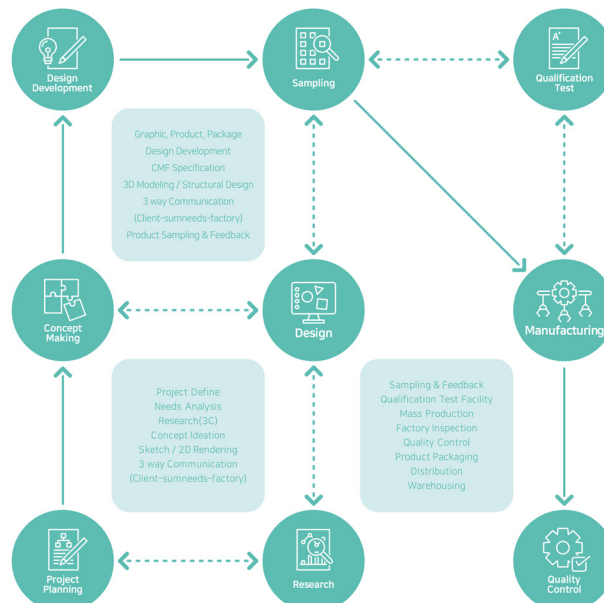 Design
Development
Sampling
A+
Qualification
Test
Graphic, Product, Package
Design Development
CMF Specification
3D Modeling / Structural Design
3 way Communication
(Client-sumneeds-factory)
Product Sampling & Feedback
Concept
Making
Design
Manufacturing
Project Define
Needs Analysis
Research(3C)
Concept Ideation
Sketch / 2D Rendering
3 way Communication
(Client-sumneeds-factory)
Sampling & Feedback
Qualification Test Facility
Mass Production
Factory Inspection
Quality Control
Product Packaging
Distribution
Warehousing
Project
Planning
Research
Quality
Control